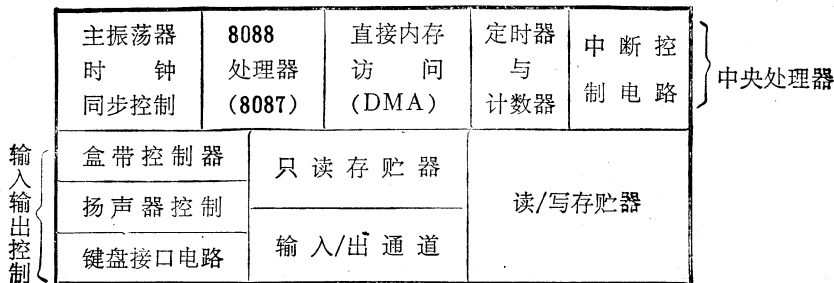 主振荡器
时钟
同步控制
8088
处理器
(8087)
直接内存
访问
(DMA)
定时器
与
计数器
中断控
制电路
中央处理器
输入输出控制
盒带控制器
扬声器控制
键盘接口电路
只读存贮器
输入/出通道
读/写存贮器